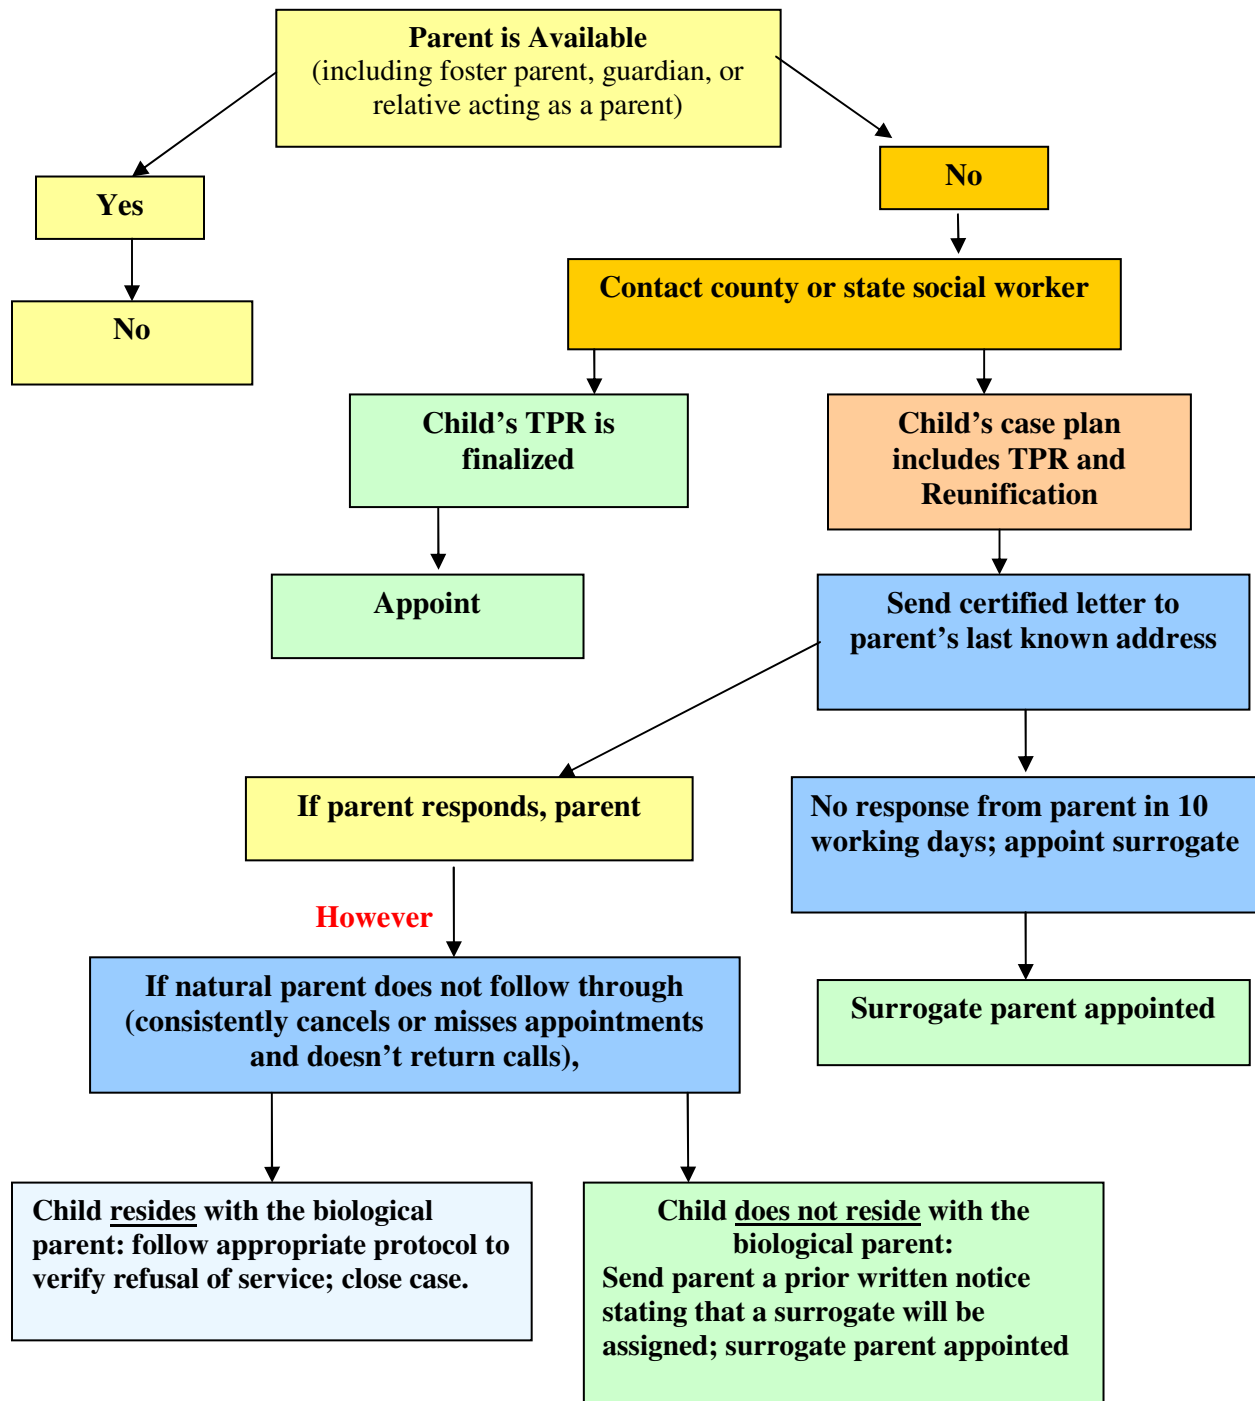 Parent is Available
(including foster parent, guardian, or
relative acting as a parent)
Yes
No
No
Contact county or state social worker
Child’s TPR is
finalized
Child’s case plan
includes TPR and
Reunification
Appoint
Send certified letter to
parent’s last known address
If parent responds, parent
No response from parent in 10
working days; appoint surrogate
However
If natural parent does not follow through
(consistently cancels or misses appointments
and doesn’t return calls),
Surrogate parent appointed
Child resides with the biological
parent: follow appropriate protocol to
verify refusal of service; close case.
Child does not reside with the
biological parent:
Send parent a prior written notice
stating that a surrogate will be
assigned; surrogate parent appointed